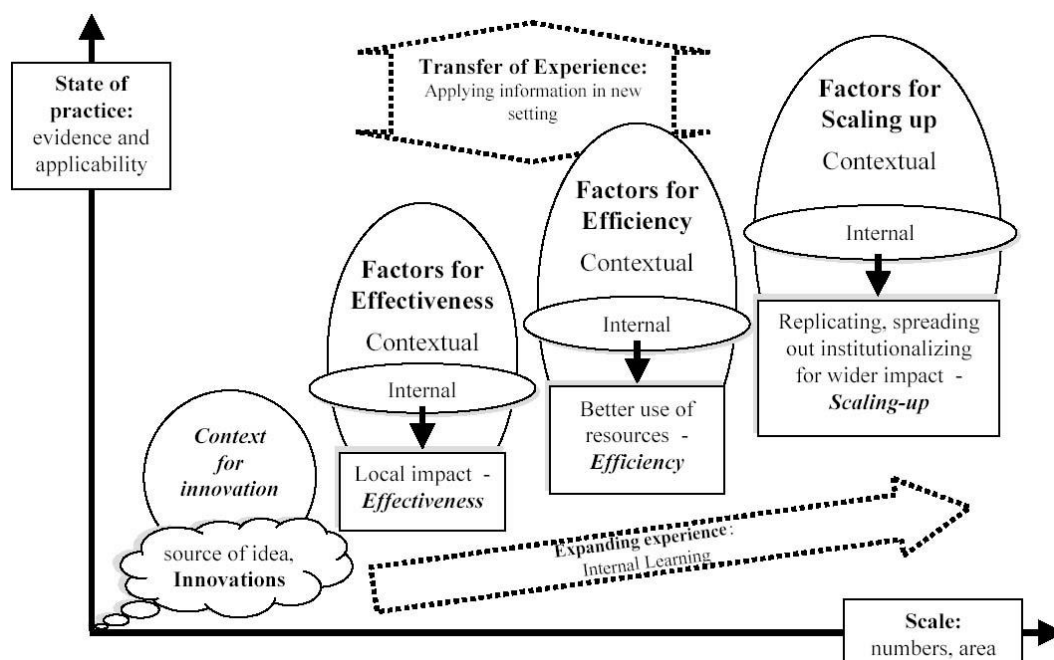 State of
practice:
evidence and
applicability
Transfer of Experience:
Applying information in new
setting
Factors for
Scaling up
Contextual
Internal
Replicating, spreading
out institutionalizing
for wider impact -
Scaling-up
Factors for
Efficiency
Contextual
Internal
Better use of
resources -
Efficiency
Factors for
Effectiveness
Contextual
Internal
Local impact -
Effectiveness
Context
for
innovation
source of idea,
Innovations
Expanding experience:
Internal Learning
Scale:
numbers, area